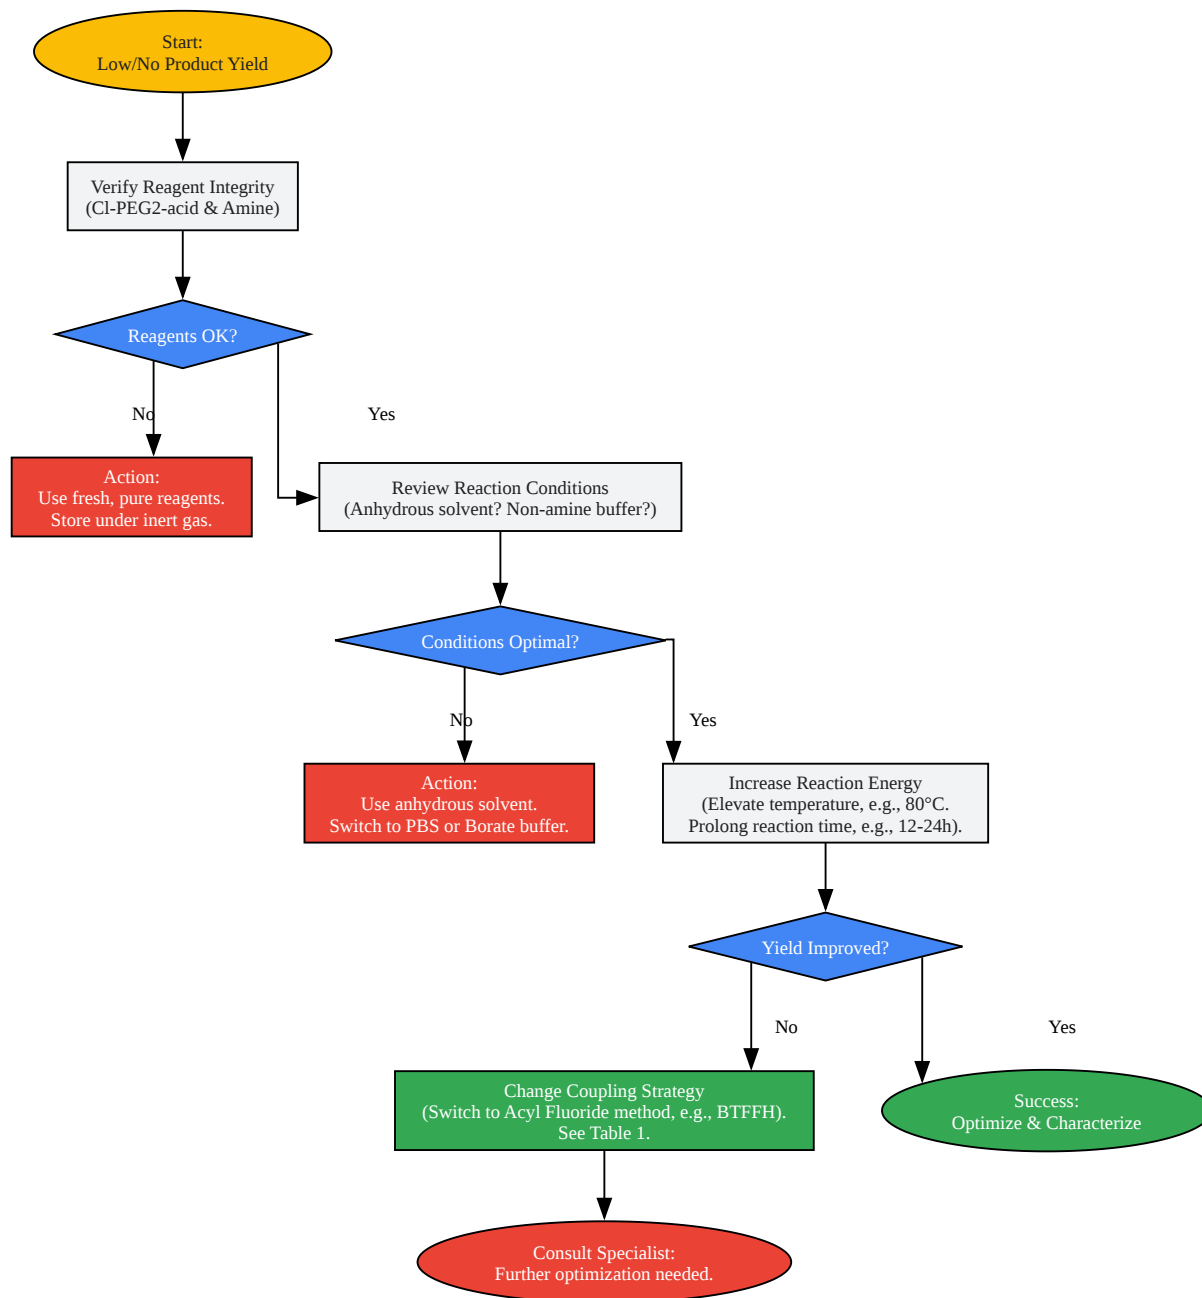 Start:
Low/No Product Yield
Verify Reagent Integrity
(Cl-PEG2-acid & Amine)
Reagents OK?
No
Yes
Action:
Use fresh, pure reagents.
Store under inert gas.
Review Reaction Conditions
(Anhydrous solvent? Non-amine buffer?)
Conditions Optimal?
No
Yes
Action:
Use anhydrous solvent.
Switch to PBS or Borate buffer.
Increase Reaction Energy
(Elevate temperature, e.g., 80°C.
Prolong reaction time, e.g., 12-24h).
Yield Improved?
No
Yes
Change Coupling Strategy
(Switch to Acyl Fluoride method, e.g., BTFFH).
See Table 1.
Success:
Optimize & Characterize
Consult Specialist:
Further optimization needed.